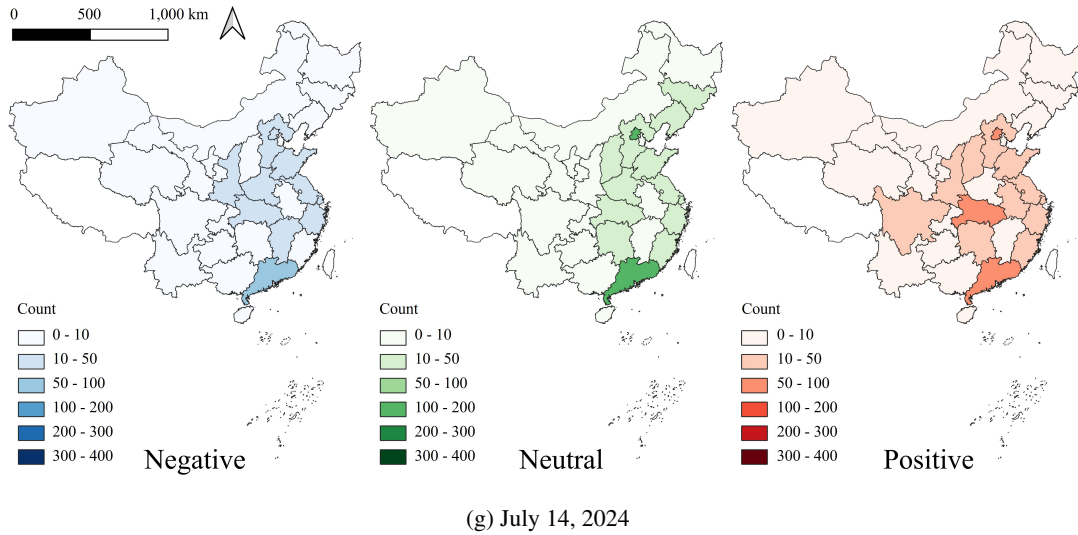 0 500 1,000 km
Count
0 - 10
10 - 50
50 - 100
100 - 200
200 - 300
300 - 400
Negative
Count
0 - 10
10 - 50
50 - 100
100 - 200
200 - 300
300 - 400
Neutral
Count
0 - 10
10 - 50
50 - 100
100 - 200
200 - 300
300 - 400
Positive
(g) July 14, 2024